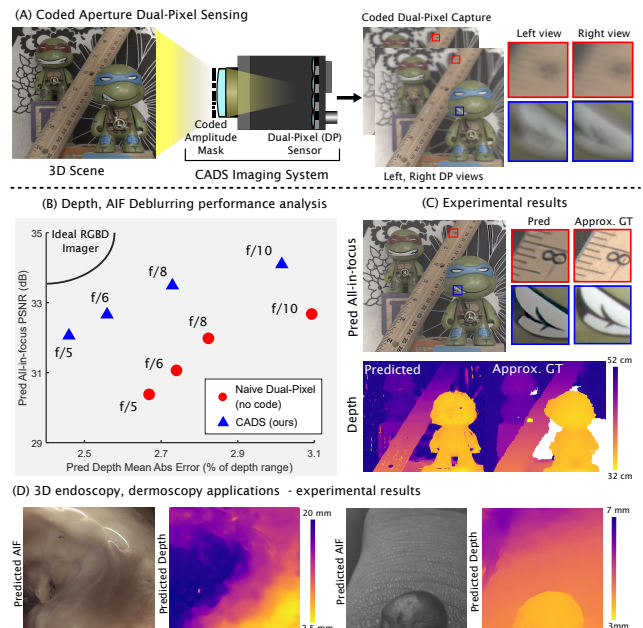 (A) Coded Aperture Dual-Pixel Sensing
Coded Dual-Pixel Capture
Left view
Right view
Coded
Amplitude
Mask
Dual-Pixel (DP)
Sensor
3D Scene
CADS Imaging System
Left, Right DP views
(B) Depth, AIF Deblurring performance analysis
Pred All-in-focus PSNR (dB)
35
33
31
29
Ideal RGBD
Imager
f/5
f/6
f/8
f/10
f/5
f/6
f/8
f/10
Naive Dual-Pixel
(no code)
CADS (ours)
2.5
2.7
2.9
3.1
Pred Depth Mean Abs Error (% of depth range)
(C) Experimental results
Pred All-in-focus
Pred
Approx. GT
8
8
Depth
Predicted
Approx. GT
52 cm
32 cm
(D) 3D endoscopy, dermoscopy applications - experimental results
Predicted AIF
Predicted Depth
20 mm
2.5 mm
Predicted AIF
Predicted Depth
7 mm
3mm